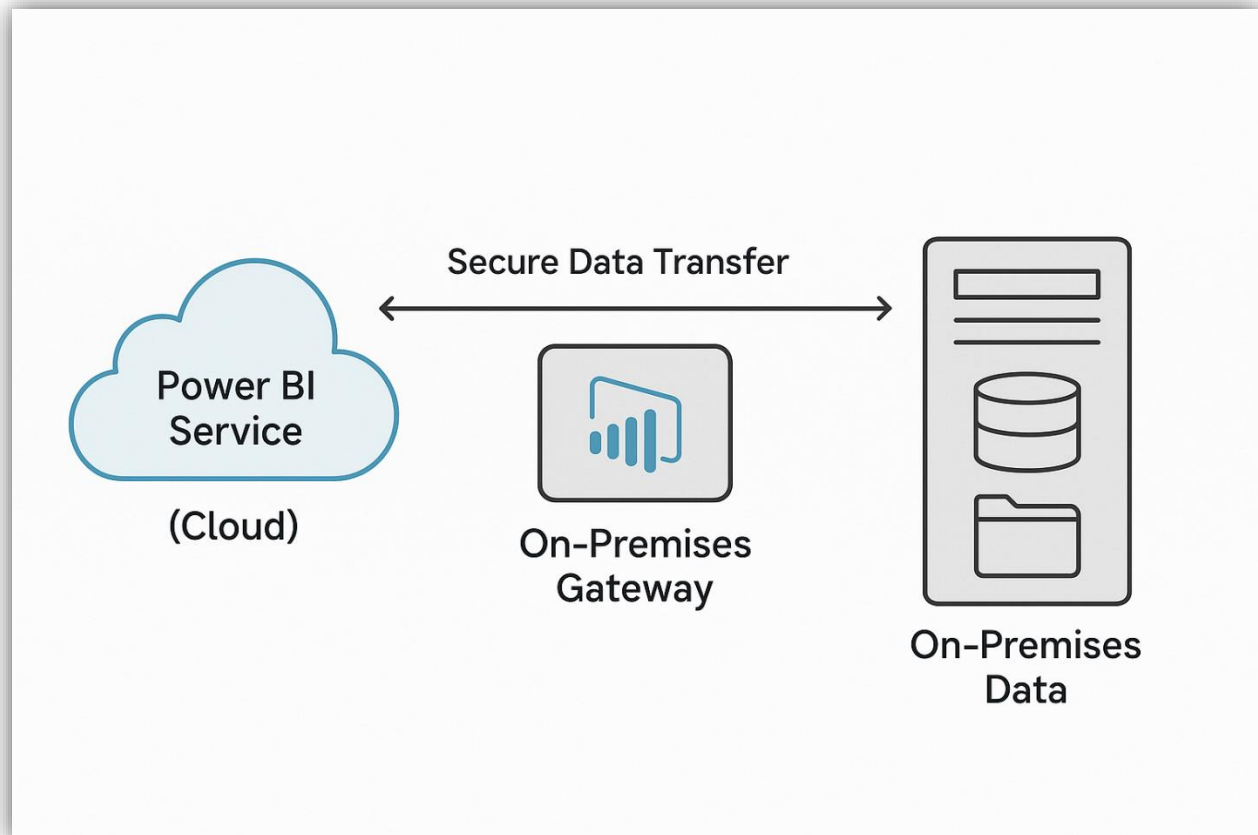 Secure Data Transfer
Power BI
Service
(Cloud)
On-Premises
Gateway
On-Premises
Data